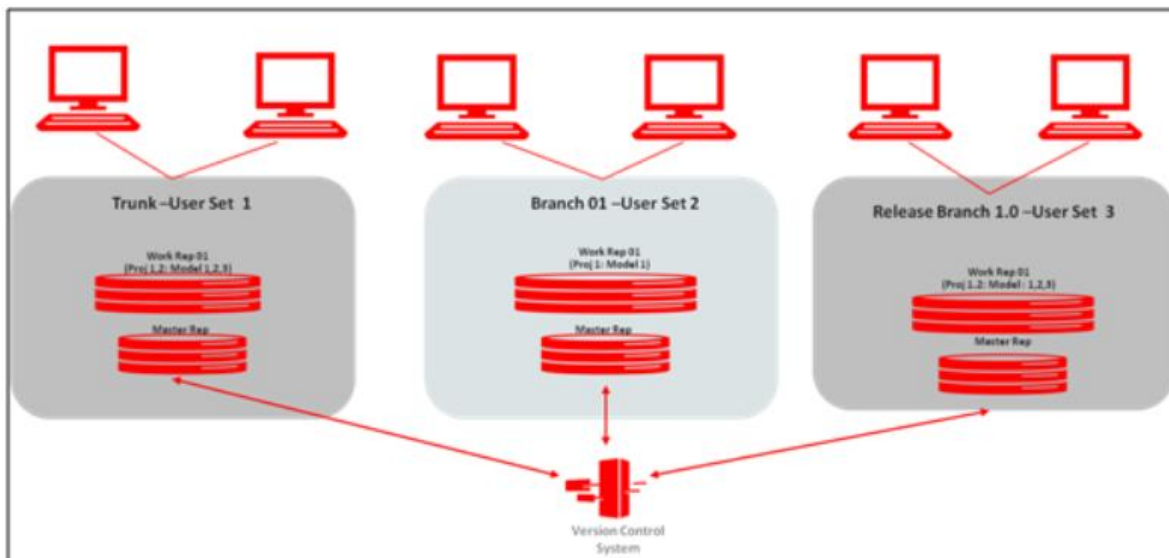 Trunk –User Set 1
Work Rep 01
(Proj 1,2: Model 1,2,3)
Master Rep
Branch 01 –User Set 2
Work Rep 01
(Proj 1: Model 1)
Master Rep
Release Branch 1.0 –User Set 3
Work Rep 01
(Proj 1.2: Model : 1,2,3)
Master Rep
Version Control
System